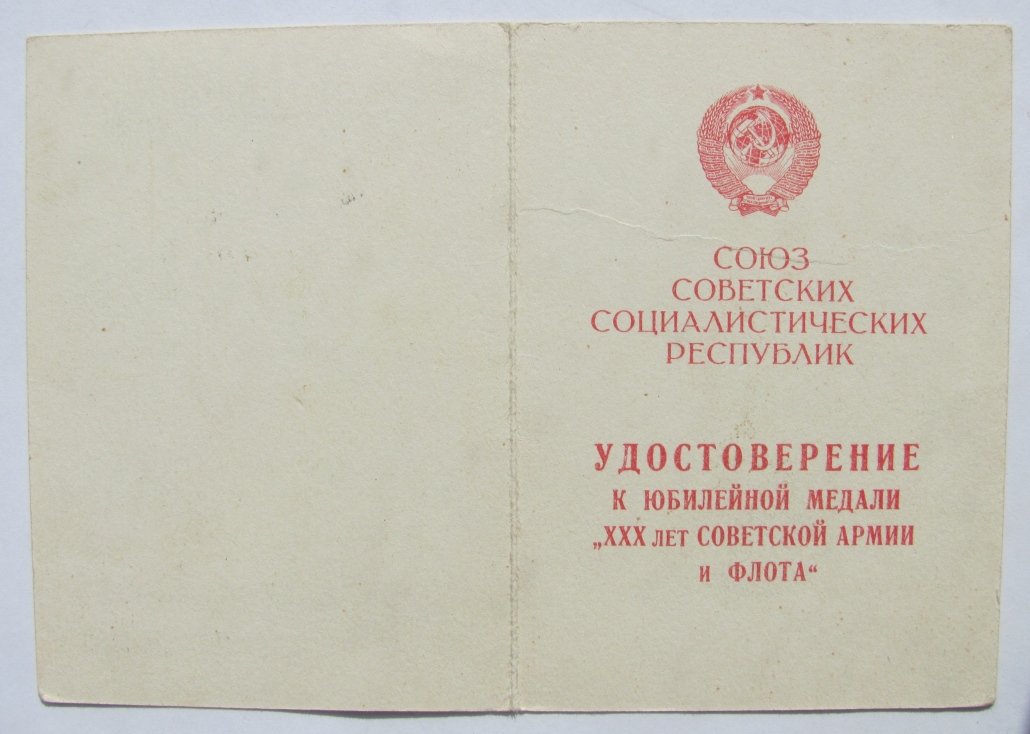 СОЮЗ
СОВЕТСКИХ
СОЦИАЛИСТИЧЕСКИХ
РЕСПУБЛИК
УДОСТОВЕРЕНИЕ
К ЮБИЛЕЙНОЙ МЕДАЛИ
„XXX лет СОВЕТСКОЙ АРМИИ
и ФЛОТА“